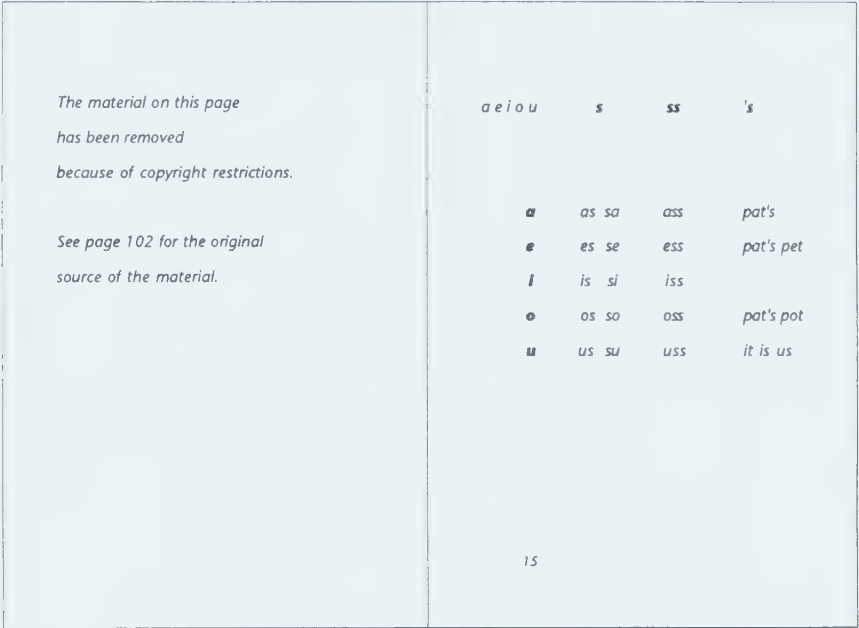 The material on this page
has been removed
because of copyright restrictions.
See page 102 for the original
source of the material.
a e i o u s ss 's
a as sa ass pat's
e es se ess pat's pet
i is si iss
o os so oss pat's pot
u us su uss it is us
15